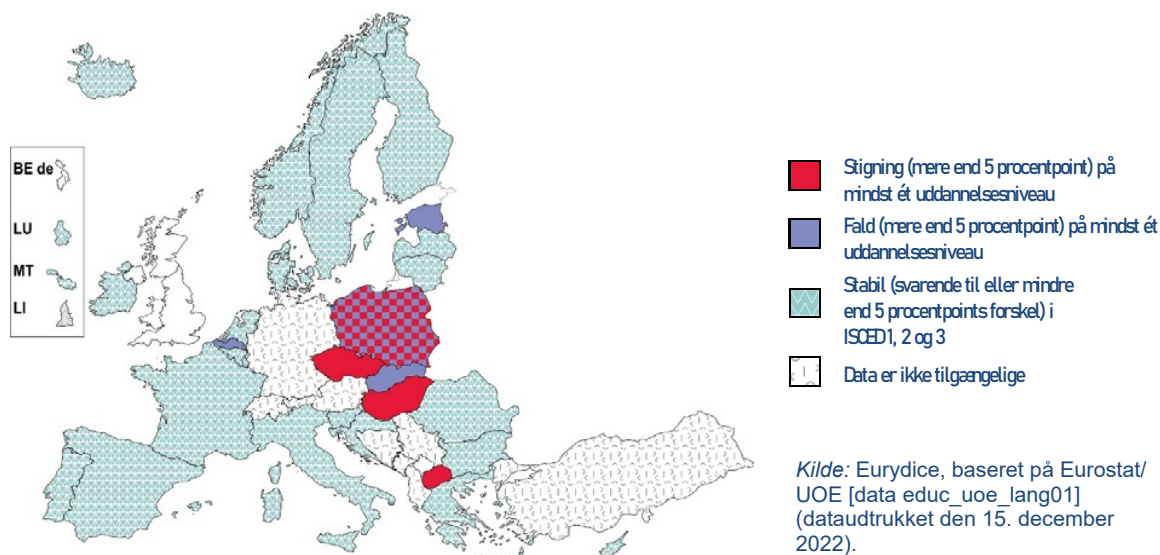 BE de
LU
MT
LI
Stigning (mere end 5 procentpoint) på
mindst ét uddannelsesniveau
Fald (mere end 5 procentpoint) på mindst ét
uddannelsesniveau
Stabil (svarende til eller mindre
end 5 procentpoints forskel) i
ISCED1, 2 og 3
Data er ikke tilgængelige
Kilde: Eurydice, baseret på Eurostat/
UOE [data educ_uoe_lang01]
(dataudtrukket den 15. december
2022).